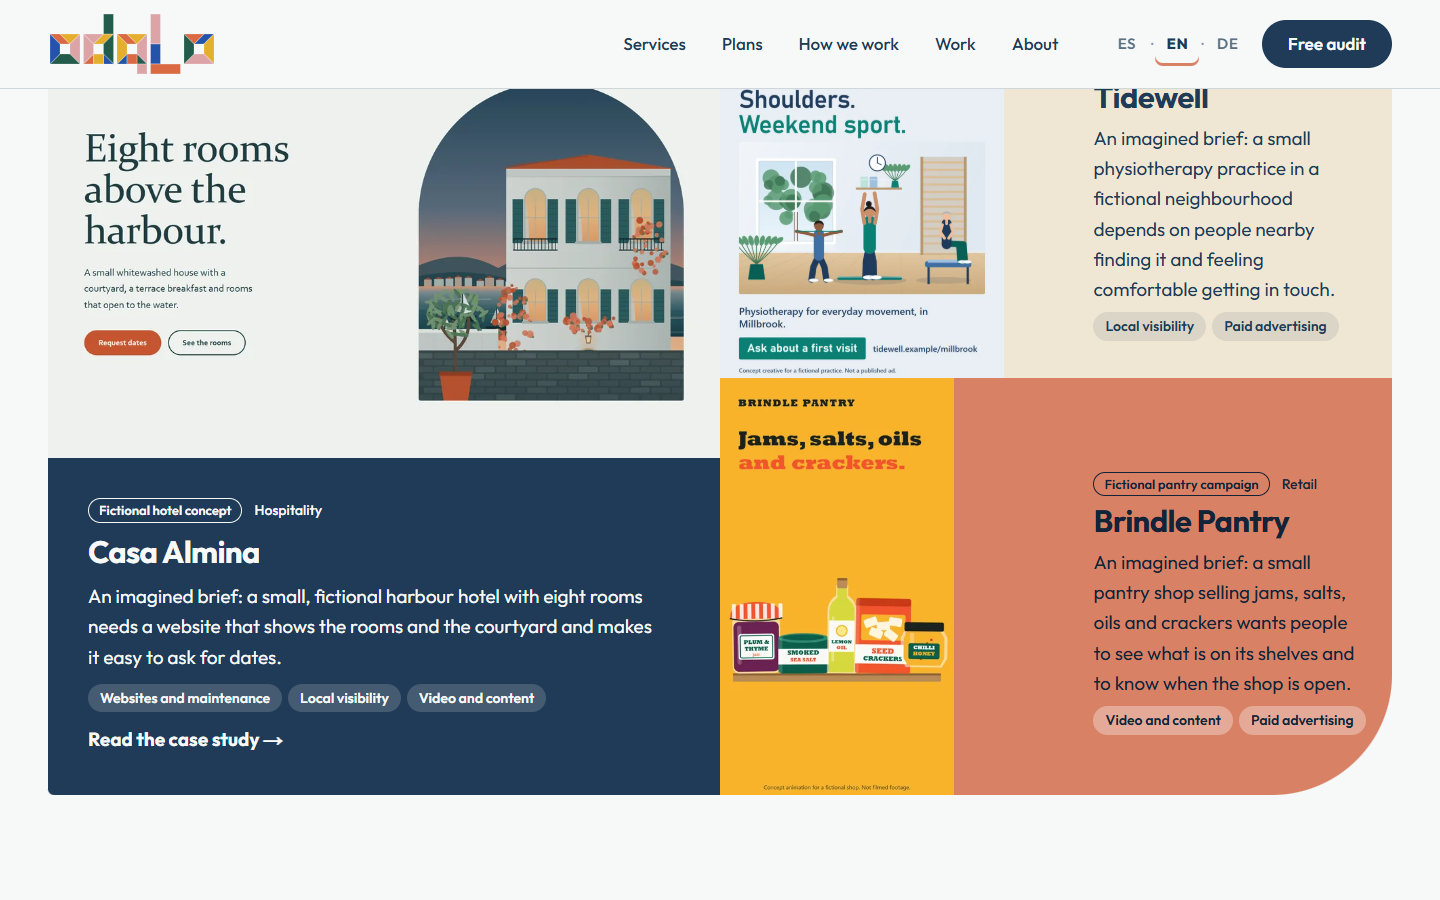 odalo
Services
Plans
How we work
Work
About
ES · EN · DE
Free audit
Eight rooms
above the
harbour.
A small whitewashed house with a
courtyard, a terrace breakfast and rooms
that open to the water.
Request dates
See the rooms
Fictional hotel concept
Hospitality
Casa Almina
An imagined brief: a small, fictional harbour hotel with eight rooms
needs a website that shows the rooms and the courtyard and makes
it easy to ask for dates.
Websites and maintenance
Local visibility
Video and content
Read the case study →
Shoulders.
Weekend sport.
Physiotherapy for everyday movement, in
Millbrook.
Ask about a first visit
tidewell.example/millbrook
Concept creative for a fictional practice. Not a published ad.
Tidewell
An imagined brief: a small
physiotherapy practice in a
fictional neighbourhood
depends on people nearby
finding it and feeling
comfortable getting in touch.
Local visibility
Paid advertising
BRINDLE PANTRY
Jams, salts, oils
and crackers.
PLUM &
THYME
JAM
SMOKED
SEA SALT
LEMON
OIL
SEED
CRACKERS
CHILLI
HONEY
Concept animation for a fictional shop. Not filmed footage.
Fictional pantry campaign
Retail
Brindle Pantry
An imagined brief: a small
pantry shop selling jams, salts,
oils and crackers wants people
to see what is on its shelves and
to know when the shop is open.
Video and content
Paid advertising